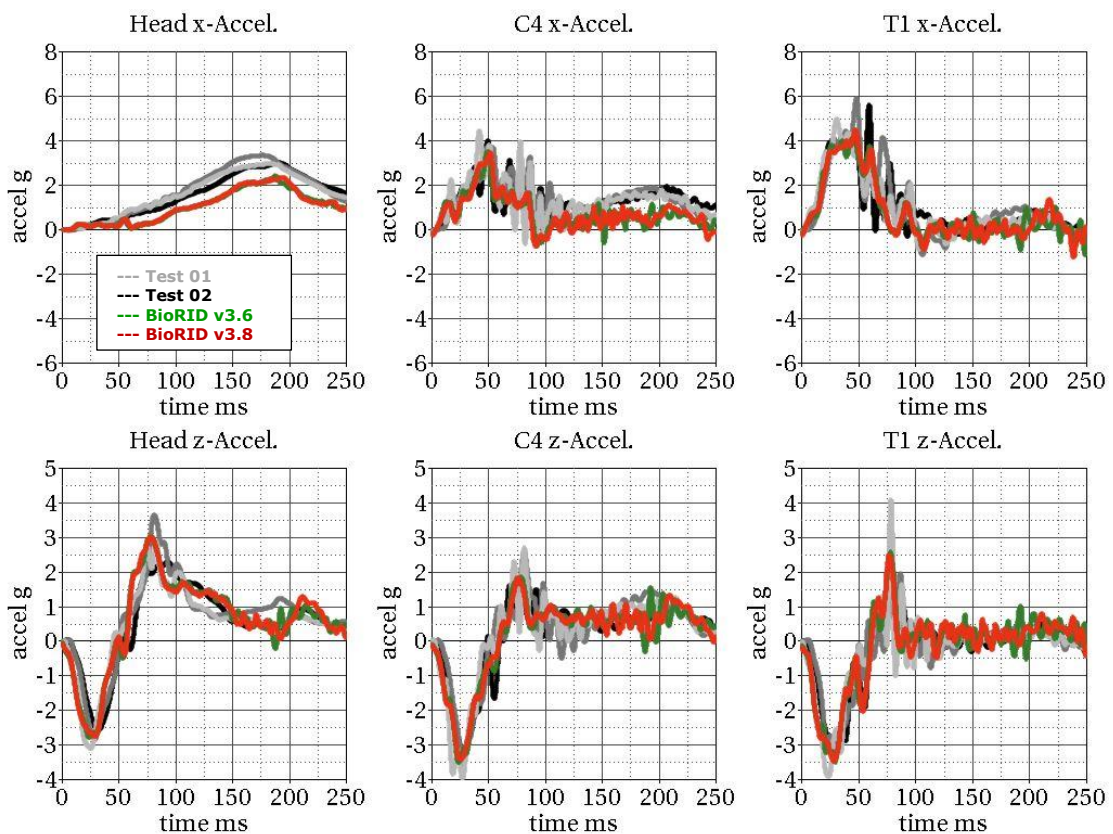 Head x-Accel.
C4 x-Accel.
T1 x-Accel.
8
6
4
2
0
-2
-4
-6
accel g
--- Test 01
--- Test 02
--- BioRID v3.6
--- BioRID v3.8
0 50 100 150 200 250
time ms
8
6
4
2
0
-2
-4
-6
accel g
0 50 100 150 200 250
time ms
8
6
4
2
0
-2
-4
-6
accel g
0 50 100 150 200 250
time ms
Head z-Accel.
C4 z-Accel.
T1 z-Accel.
5
4
3
2
1
0
-1
-2
-3
-4
accel g
0 50 100 150 200 250
time ms
5
4
3
2
1
0
-1
-2
-3
-4
accel g
0 50 100 150 200 250
time ms
5
4
3
2
1
0
-1
-2
-3
-4
accel g
0 50 100 150 200 250
time ms